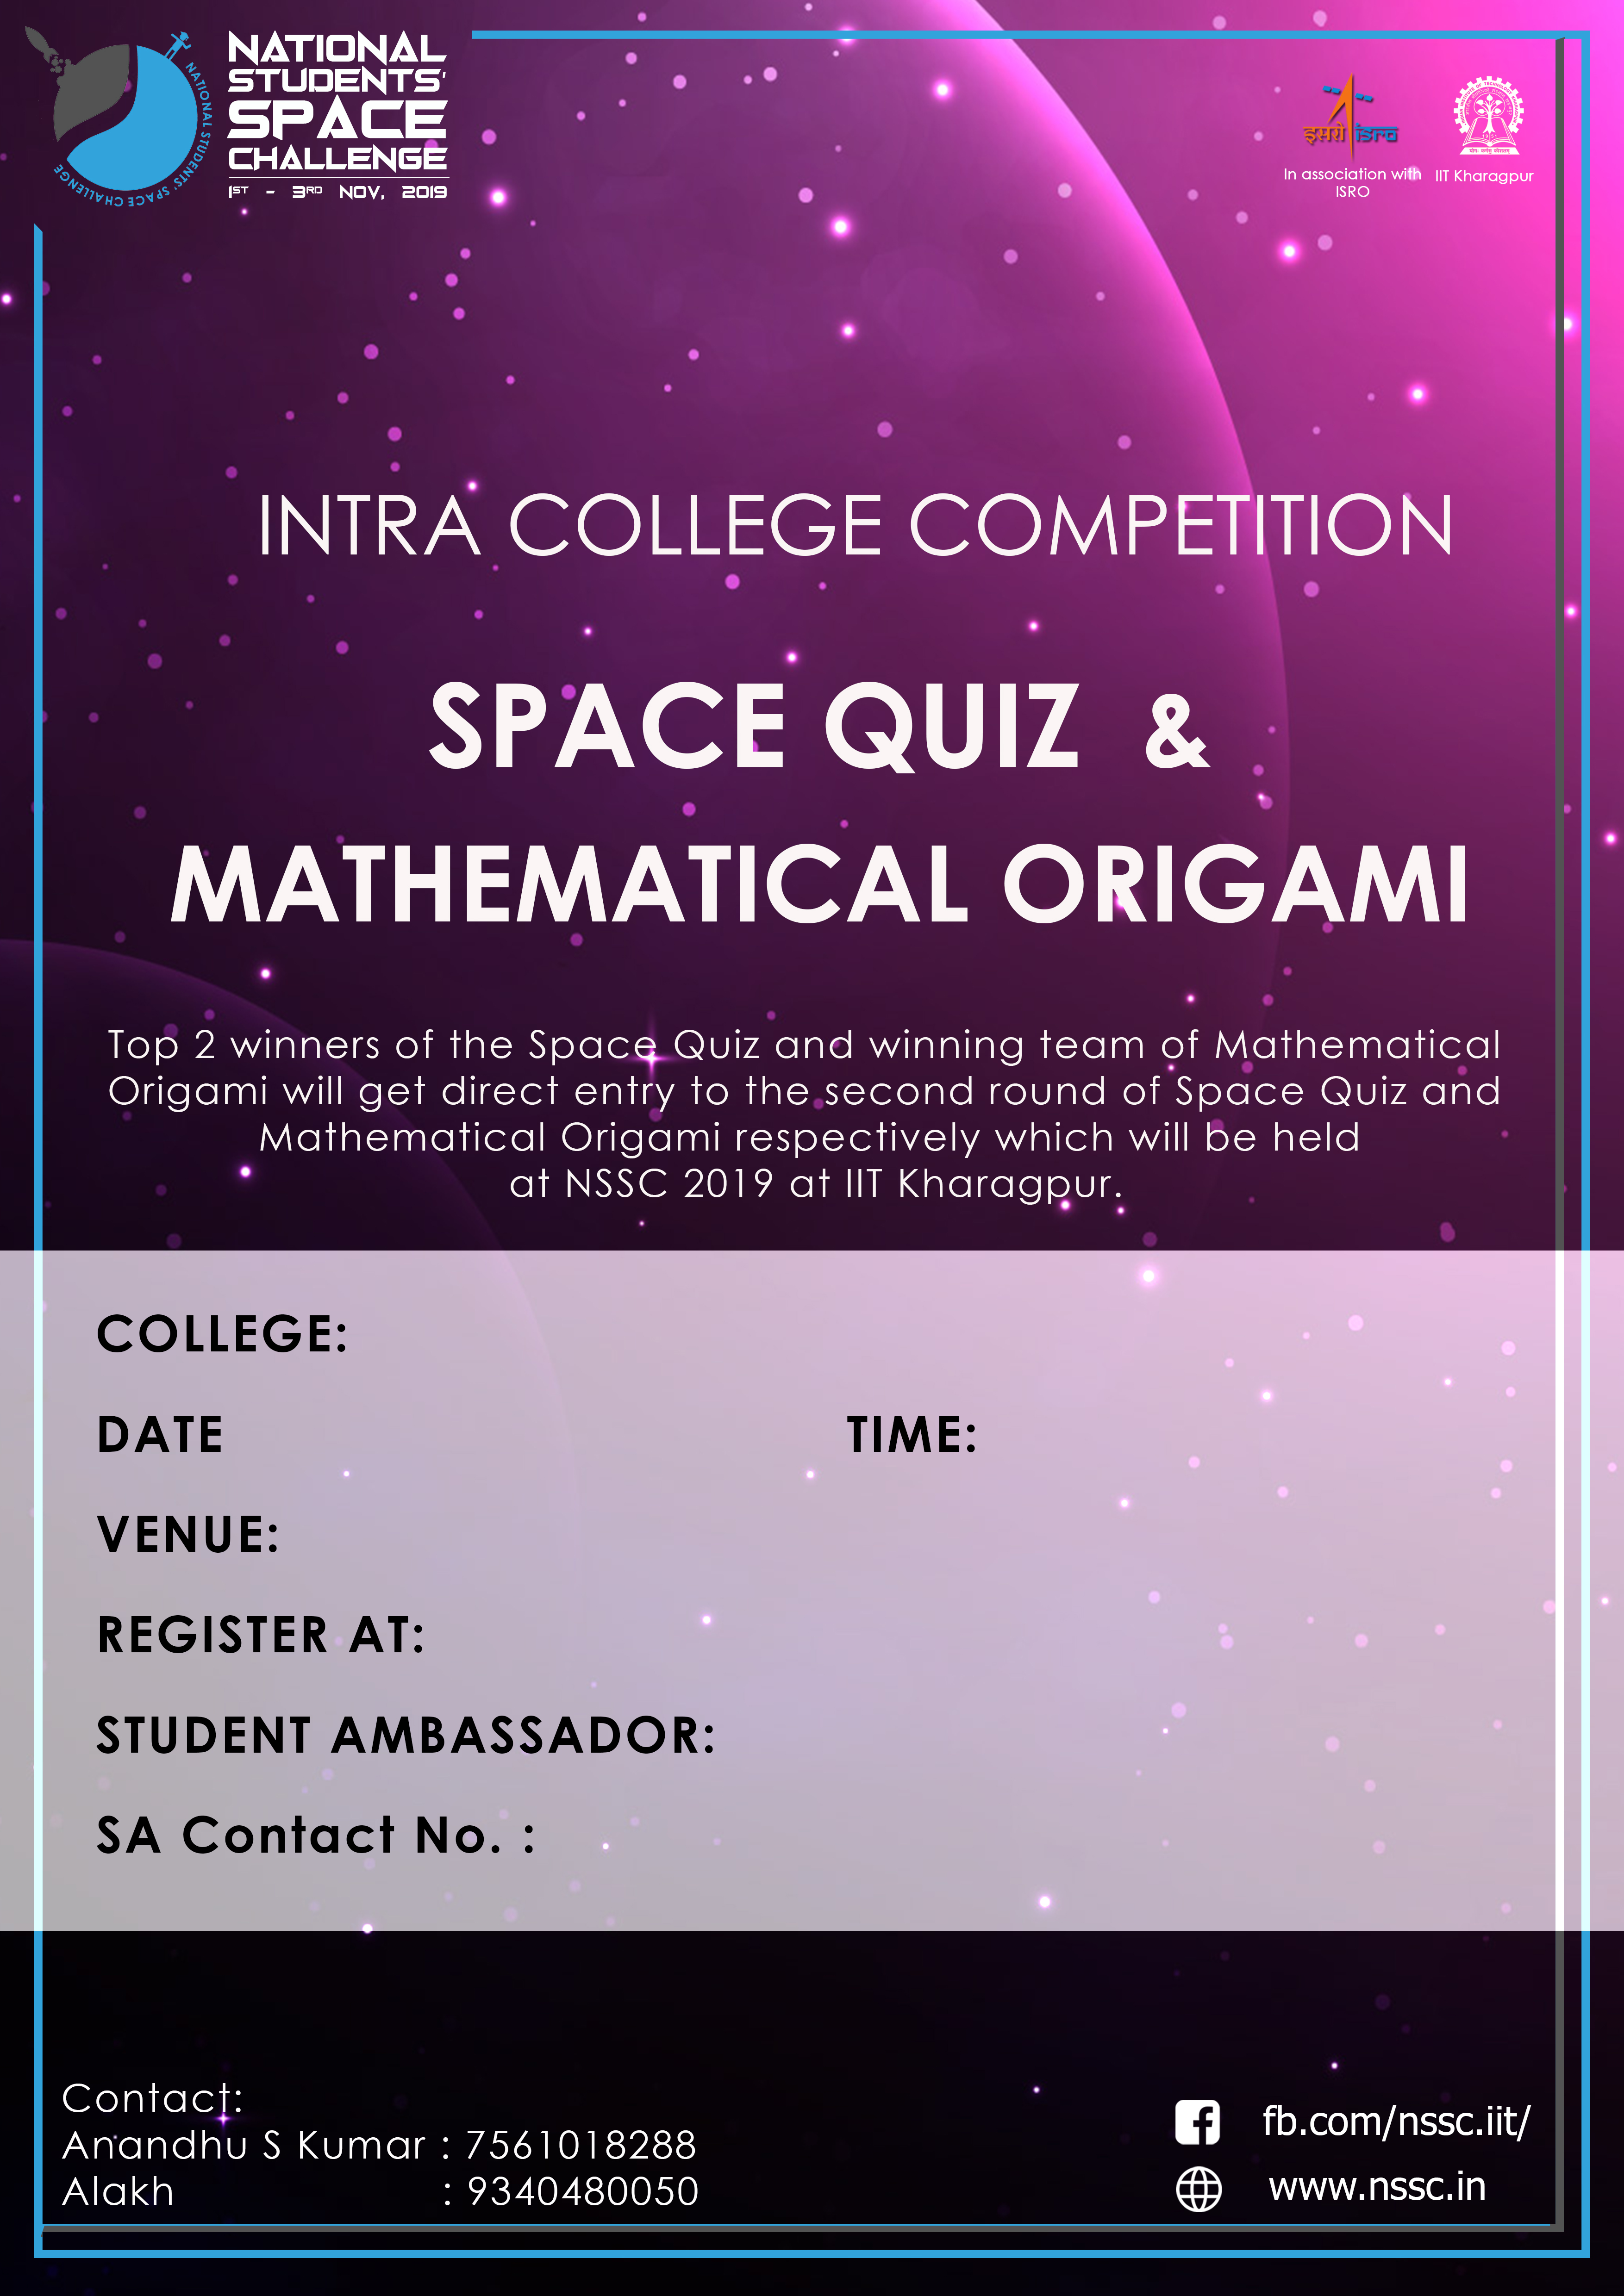 NATIONAL
STUDENTS'
SPACE
CHALLENGE
1ST - 3RD NOV, 2019
NATIONAL STUDENTS' SPACE CHALLENGE
इसरो isro
In association with
ISRO
IIT Kharagpur
INTRA COLLEGE COMPETITION
SPACE QUIZ &
MATHEMATICAL ORIGAMI
Top 2 winners of the Space Quiz and winning team of Mathematical
Origami will get direct entry to the second round of Space Quiz and
Mathematical Origami respectively which will be held
at NSSC 2019 at IIT Kharagpur.
COLLEGE:
DATE TIME:
VENUE:
REGISTER AT:
STUDENT AMBASSADOR:
SA Contact No. :
Contact:
Anandhu S Kumar : 7561018288
Alakh : 9340480050
fb.com/nssc.iit/
www.nssc.in